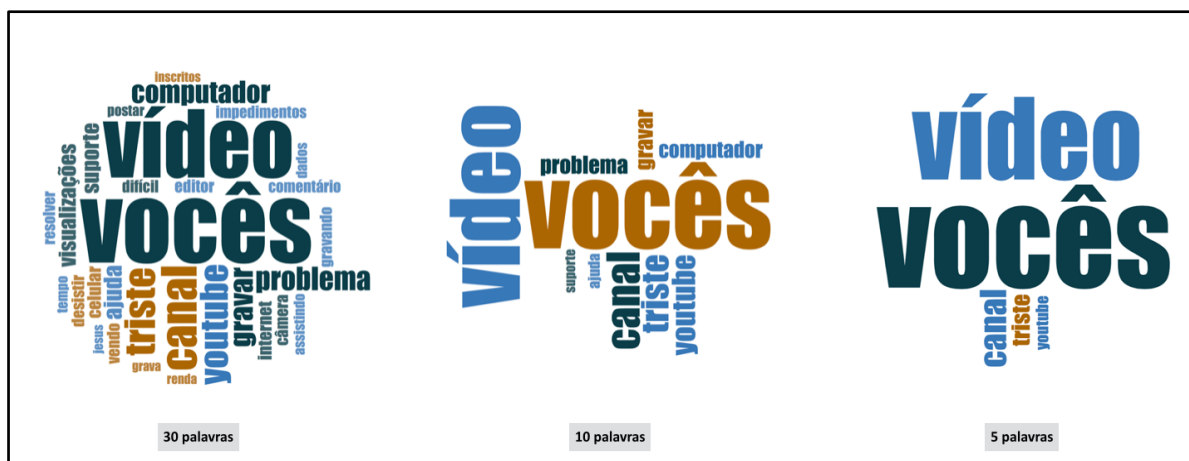 inscritos
computador
postar impedimentos
vídeo
suporte
visualizações
dados
difícil editor comentário
vocês
resolver
gravando
tempo
desistir
celular
ajuda
jesus
vendo
triste
grava
canal
renda
youtube
gravar
problema
internet
câmera
assistindo
30 palavras
vídeo
problema
gravar
computador
vocês
suporte
ajuda
canal
triste
youtube
10 palavras
vídeo
vocês
canal
triste
youtube
5 palavras